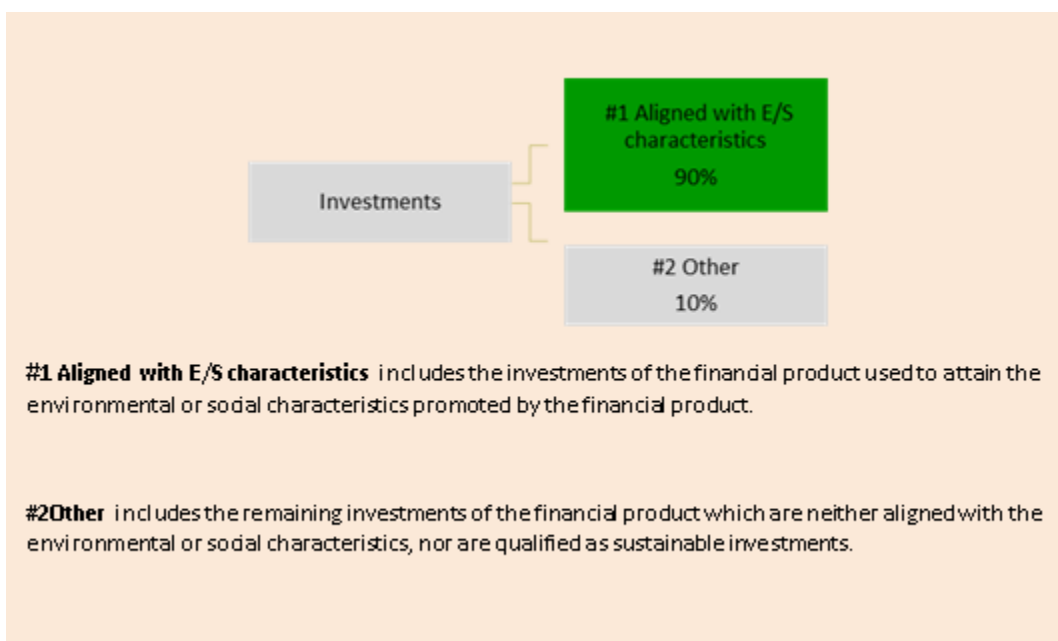 #1 Aligned with E/S
characteristics
90%
Investments
#2 Other
10%
#1 Aligned with E/S characteristics includes the investments of the financial product used to attain the
environmental or social characteristics promoted by the financial product.
#2Other includes the remaining investments of the financial product which are neither aligned with the
environmental or social characteristics, nor are qualified as sustainable investments.